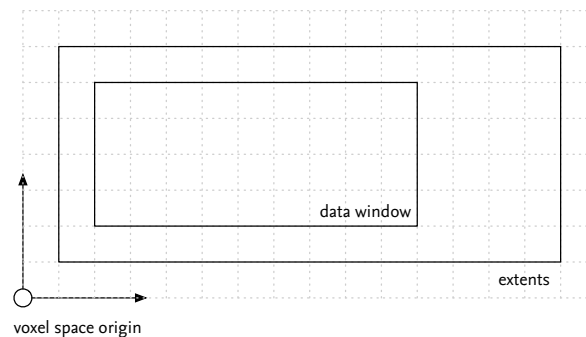 data window
extents
voxel space origin